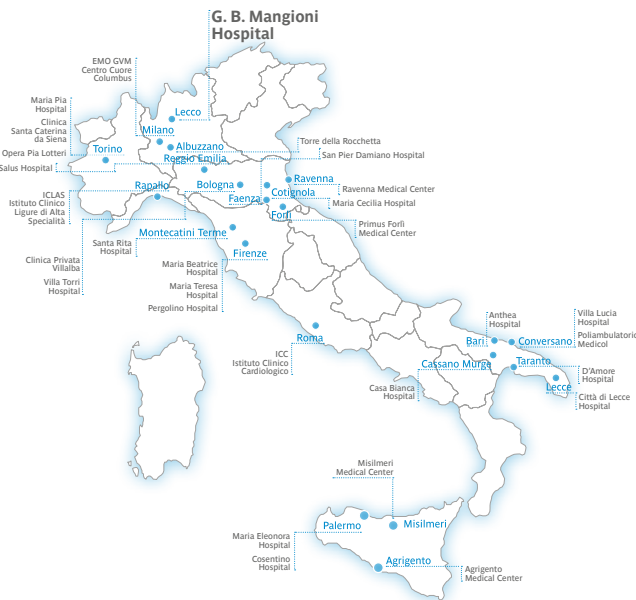 G. B. Mangioni
Hospital
EMO GVM
Centro Cuore
Columbus
Maria Pia
Hospital
Clinica
Santa Caterina
da Siena
Opera Pia Lotteri
Salus Hospital
Lecco
Milano
Albuzzano
Torino
Reggio Emilia
Torre della Rocchetta
San Pier Damiano Hospital
Rapallo
Bologna
Ravenna
Cotignola
Faenza
Forlì
Ravenna Medical Center
Maria Cecilia Hospital
Primus Forlì
Medical Center
ICLAS
Istituto Clinico
Ligure di Alta
Specialità
Santa Rita
Hospital
Montecatini Terme
Firenze
Clinica Privata
Villalba
Villa Torri
Hospital
Maria Beatrice
Hospital
Maria Teresa
Hospital
Pergolino Hospital
Roma
ICC
Istituto Clinico
Cardiologico
Anthea
Hospital
Villa Lucia
Hospital
Poliambulatorio
Medicol
Bari
Conversano
Cassano Murge
Taranto
Lecce
D'Amore
Hospital
Casa Bianca
Hospital
Città di Lecce
Hospital
Misilmeri
Medical Center
Palermo
Misilmeri
Maria Eleonora
Hospital
Cosentino
Hospital
Agrigento
Agrigento
Medical Center